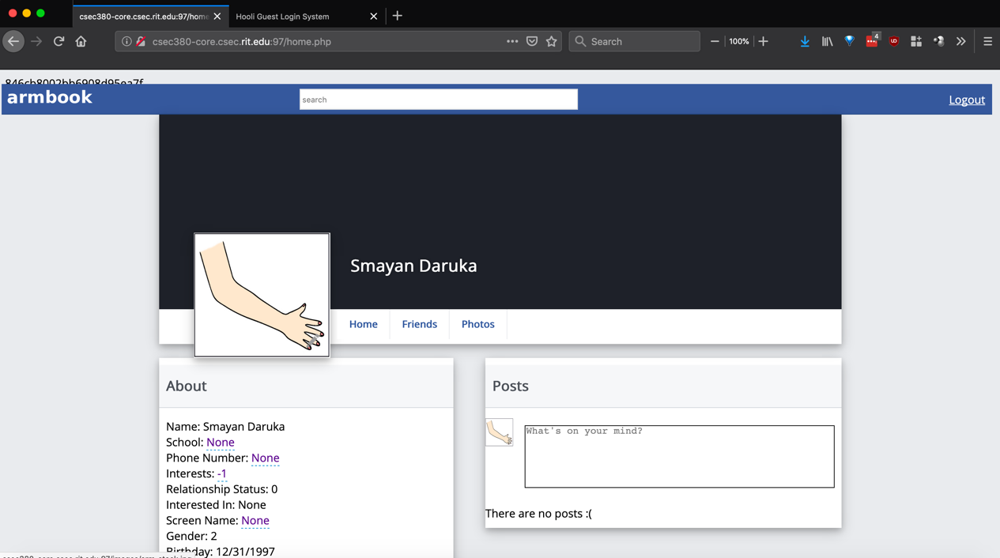 csec380-core.csec.rit.edu:97/home
Hooli Guest Login System
csec380-core.csec.rit.edu:97/home.php
Search
100%
4
UD
846cb8002bb6908d95ea7f
armbook
search
Logout
Smayan Daruka
Home
Friends
Photos
About
Name: Smayan Daruka
School: None
Phone Number: None
Interests: -1
Relationship Status: 0
Interested In: None
Screen Name: None
Gender: 2
Birthday: 12/31/1997
Posts
What's on your mind?
There are no posts :(